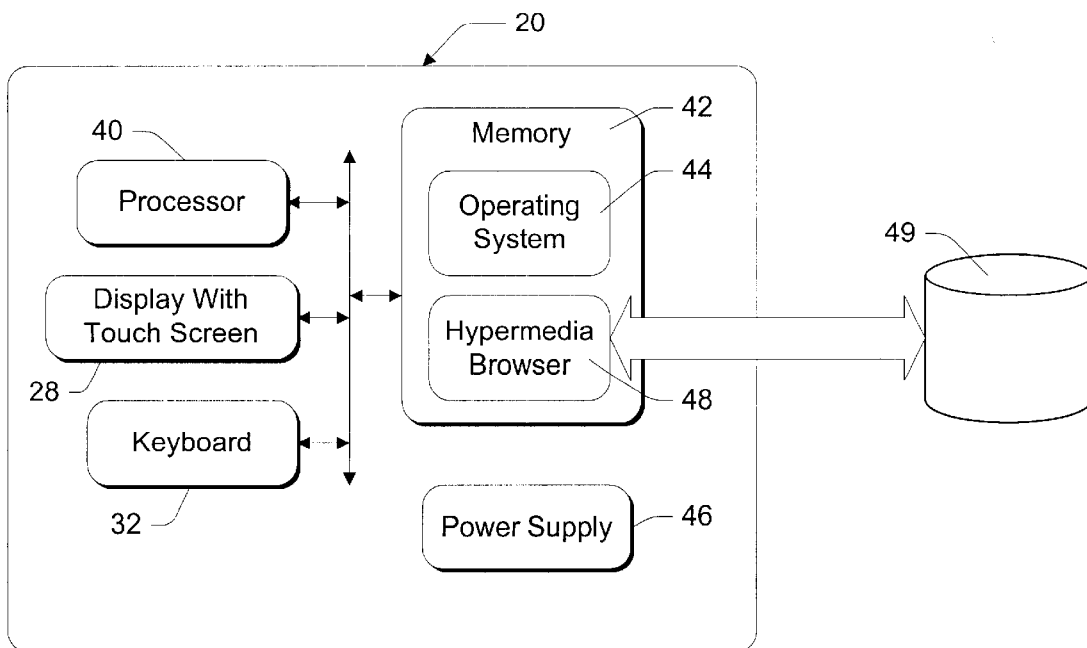 20
42
Memory
40
44
Processor
Operating
System
49
Display With
Touch Screen
Hypermedia
Browser
28
48
Keyboard
32
Power Supply
46